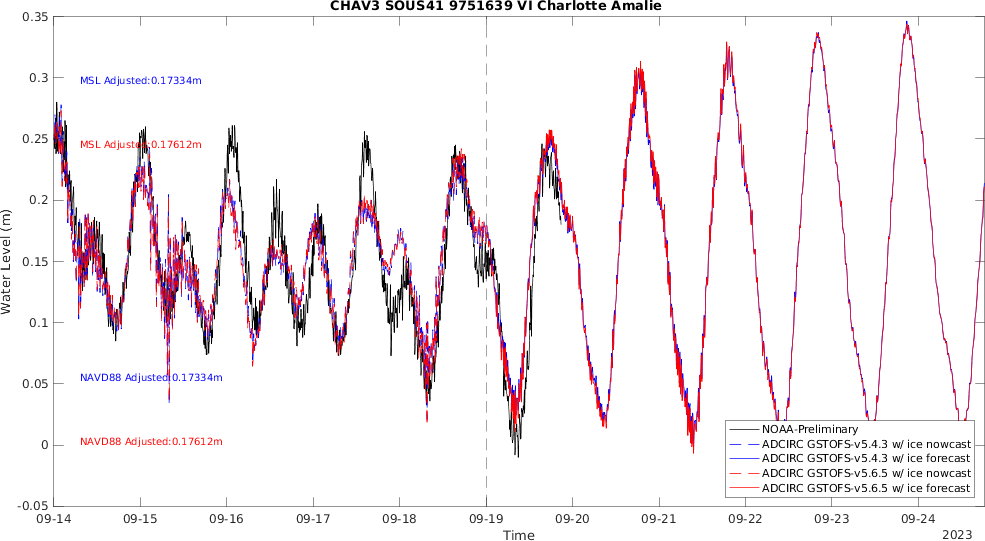 CHAV3 SOUS41 9751639 VI Charlotte Amalie
0.35
0.3
0.25
0.2
0.15
0.1
0.05
0
-0.05
Water Level (m)
MSL Adjusted:0.17334m
MSL Adjusted:0.17612m
NAVD88 Adjusted:0.17334m
NAVD88 Adjusted:0.17612m
NOAA-Preliminary
ADCIRC GSTOFS-v5.4.3 w/ ice nowcast
ADCIRC GSTOFS-v5.4.3 w/ ice forecast
ADCIRC GSTOFS-v5.6.5 w/ ice nowcast
ADCIRC GSTOFS-v5.6.5 w/ ice forecast
09-14 09-15 09-16 09-17 09-18 09-19 09-20 09-21 09-22 09-23 09-24
Time
2023